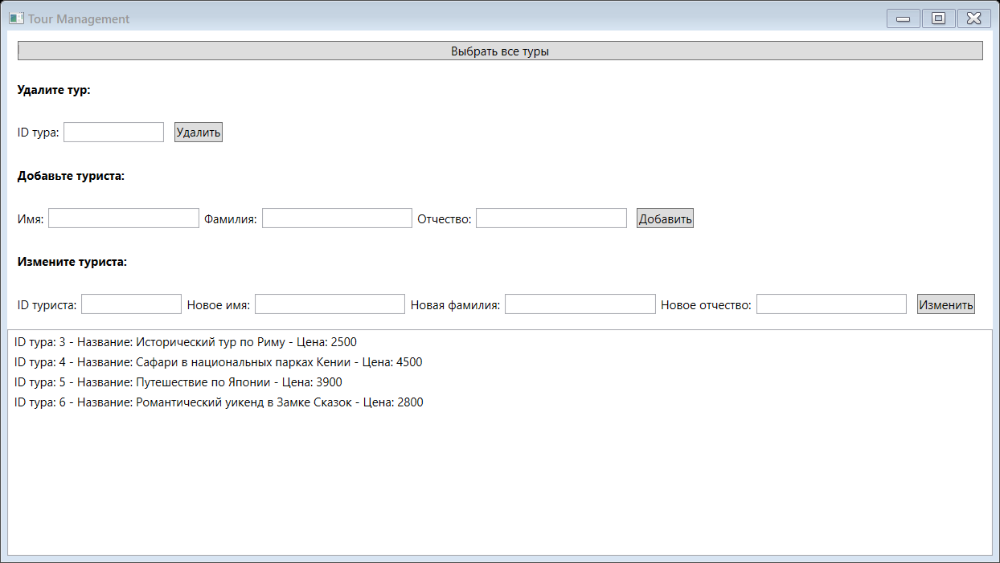 Tour Management
Выбрать все туры
Удалите тур:
ID тура: Удалить
Добавьте туриста:
Имя: Фамилия: Отчество: Добавить
Измените туриста:
ID туриста: Новое имя: Новая фамилия: Новое отчество: Изменить
ID тура: 3 - Название: Исторический тур по Риму - Цена: 2500
ID тура: 4 - Название: Сафари в национальных парках Кении - Цена: 4500
ID тура: 5 - Название: Путешествие по Японии - Цена: 3900
ID тура: 6 - Название: Романтический уикенд в Замке Сказок - Цена: 2800